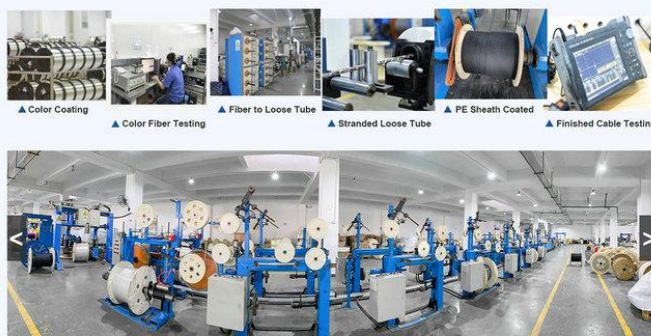 Color Coating
Color Fiber Testing
Fiber to Loose Tube
Stranded Loose Tube
PE Sheath Coated
Finished Cable Testing